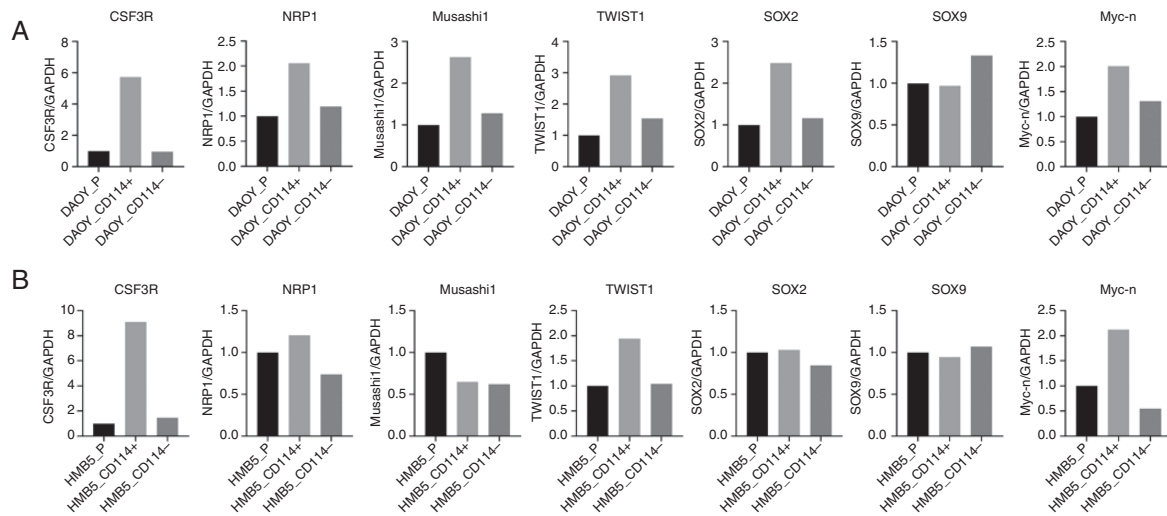 A
CSF3R
CSF3R/GAPDH
8
6
4
2
0
DAOY_P
DAOY_CD114+
DAOY_CD114–
NRP1
NRP1/GAPDH
2.5
2.0
1.5
1.0
0.5
0.0
DAOY_P
DAOY_CD114+
DAOY_CD114–
Musashi1
Musashi1/GAPDH
3
2
1
0
DAOY_P
DAOY_CD114+
DAOY_CD114–
TWIST1
TWIST1/GAPDH
4
3
2
1
0
DAOY_P
DAOY_CD114+
DAOY_CD114–
SOX2
SOX2/GAPDH
3
2
1
0
DAOY_P
DAOY_CD114+
DAOY_CD114–
SOX9
SOX9/GAPDH
1.5
1.0
0.5
0.0
DAOY_P
DAOY_CD114+
DAOY_CD114–
Myc-n
Myc-n/GAPDH
2.5
2.0
1.5
1.0
0.5
0.0
DAOY_P
DAOY_CD114+
DAOY_CD114–
B
CSF3R
CSF3R/GAPDH
10
8
6
4
2
0
HMB5_P
HMB5_CD114+
HMB5_CD114–
NRP1
NRP1/GAPDH
1.5
1.0
0.5
0.0
HMB5_P
HMB5_CD114+
HMB5_CD114–
Musashi1
Musashi1/GAPDH
1.5
1.0
0.5
0.0
HMB5_P
HMB5_CD114+
HMB5_CD114–
TWIST1
TWIST1/GAPDH
2.5
2.0
1.5
1.0
0.5
0.0
HMB5_P
HMB5_CD114+
HMB5_CD114–
SOX2
SOX2/GAPDH
1.5
1.0
0.5
0.0
HMB5_P
HMB5_CD114+
HMB5_CD114–
SOX9
SOX9/GAPDH
1.5
1.0
0.5
0.0
HMB5_P
HMB5_CD114+
HMB5_CD114–
Myc-n
Myc-n/GAPDH
2.5
2.0
1.5
1.0
0.5
0.0
HMB5_P
HMB5_CD114+
HMB5_CD114–